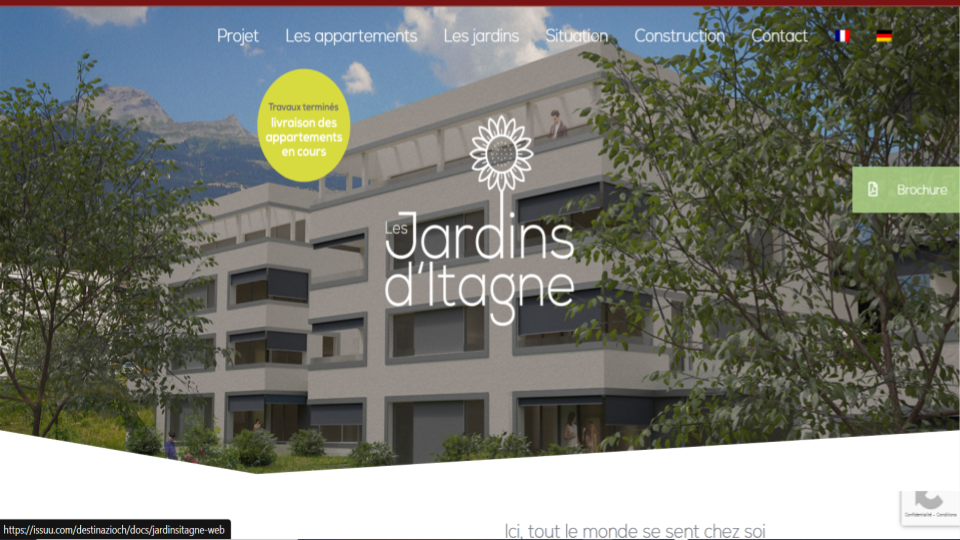 Projet Les appartements Les jardins Situation Construction Contact
Travaux terminés
livraison des
appartements
en cours
Les Jardins
d'Itagne
Brochure
Confidentialité - Conditions
Ici, tout le monde se sent chez soi
https://issuu.com/destinazioch/docs/jardinsitagne-web